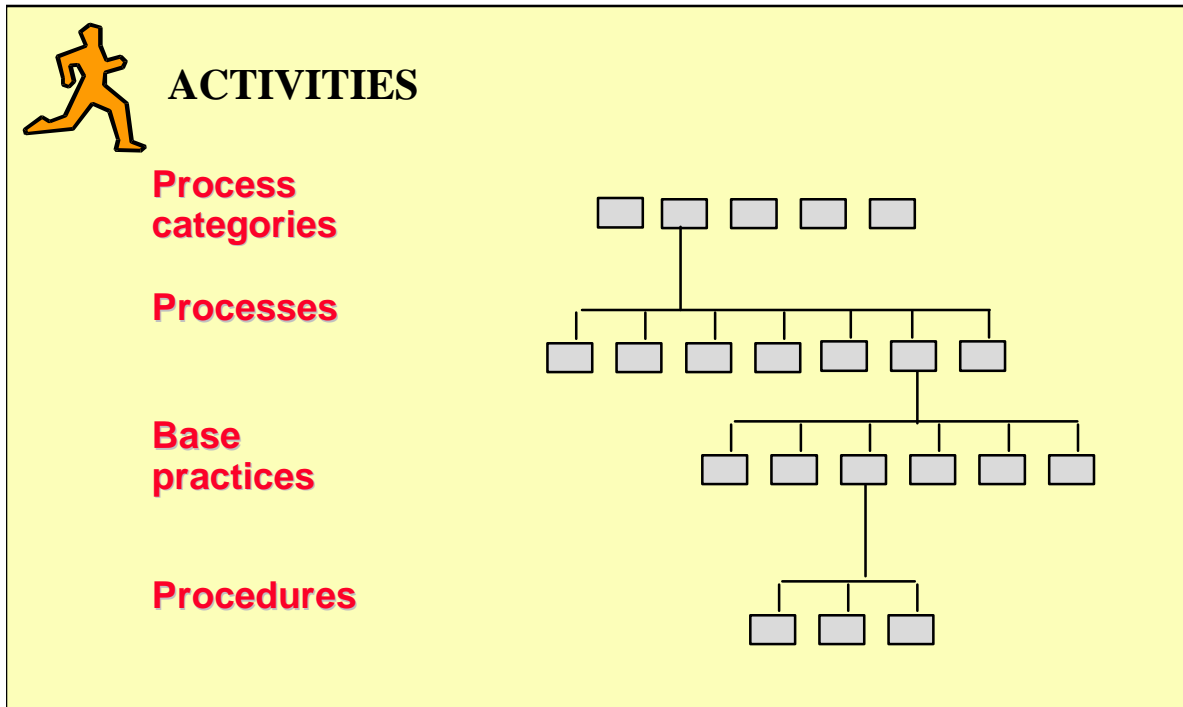 ACTIVITIES
Process
categories
Processes
Base
practices
Procedures